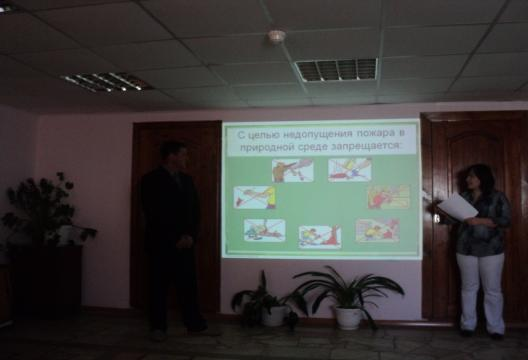 С целью недопущения пожара в
природной среде запрещается: